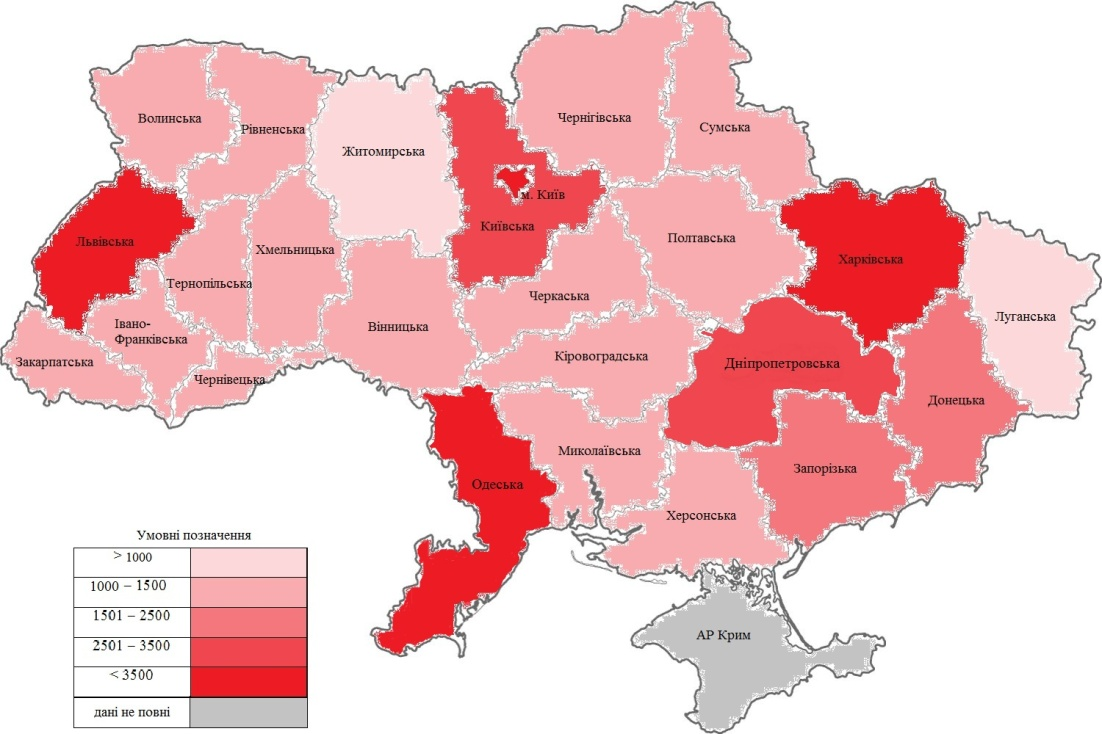 Волинська
Рівненська
Житомирська
Чернігівська
Сумська
м. Київ
Київська
Львівська
Тернопільська
Хмельницька
Полтавська
Харківська
Луганська
Черкаська
Вінницька
Івано-
Франківська
Закарпатська
Чернівецька
Кіровоградська
Дніпропетровська
Донецька
Миколаївська
Запорізька
Одеська
Херсонська
АР Крим
Умовні позначення
> 1000
1000 – 1500
1501 – 2500
2501 – 3500
< 3500
дані не повні